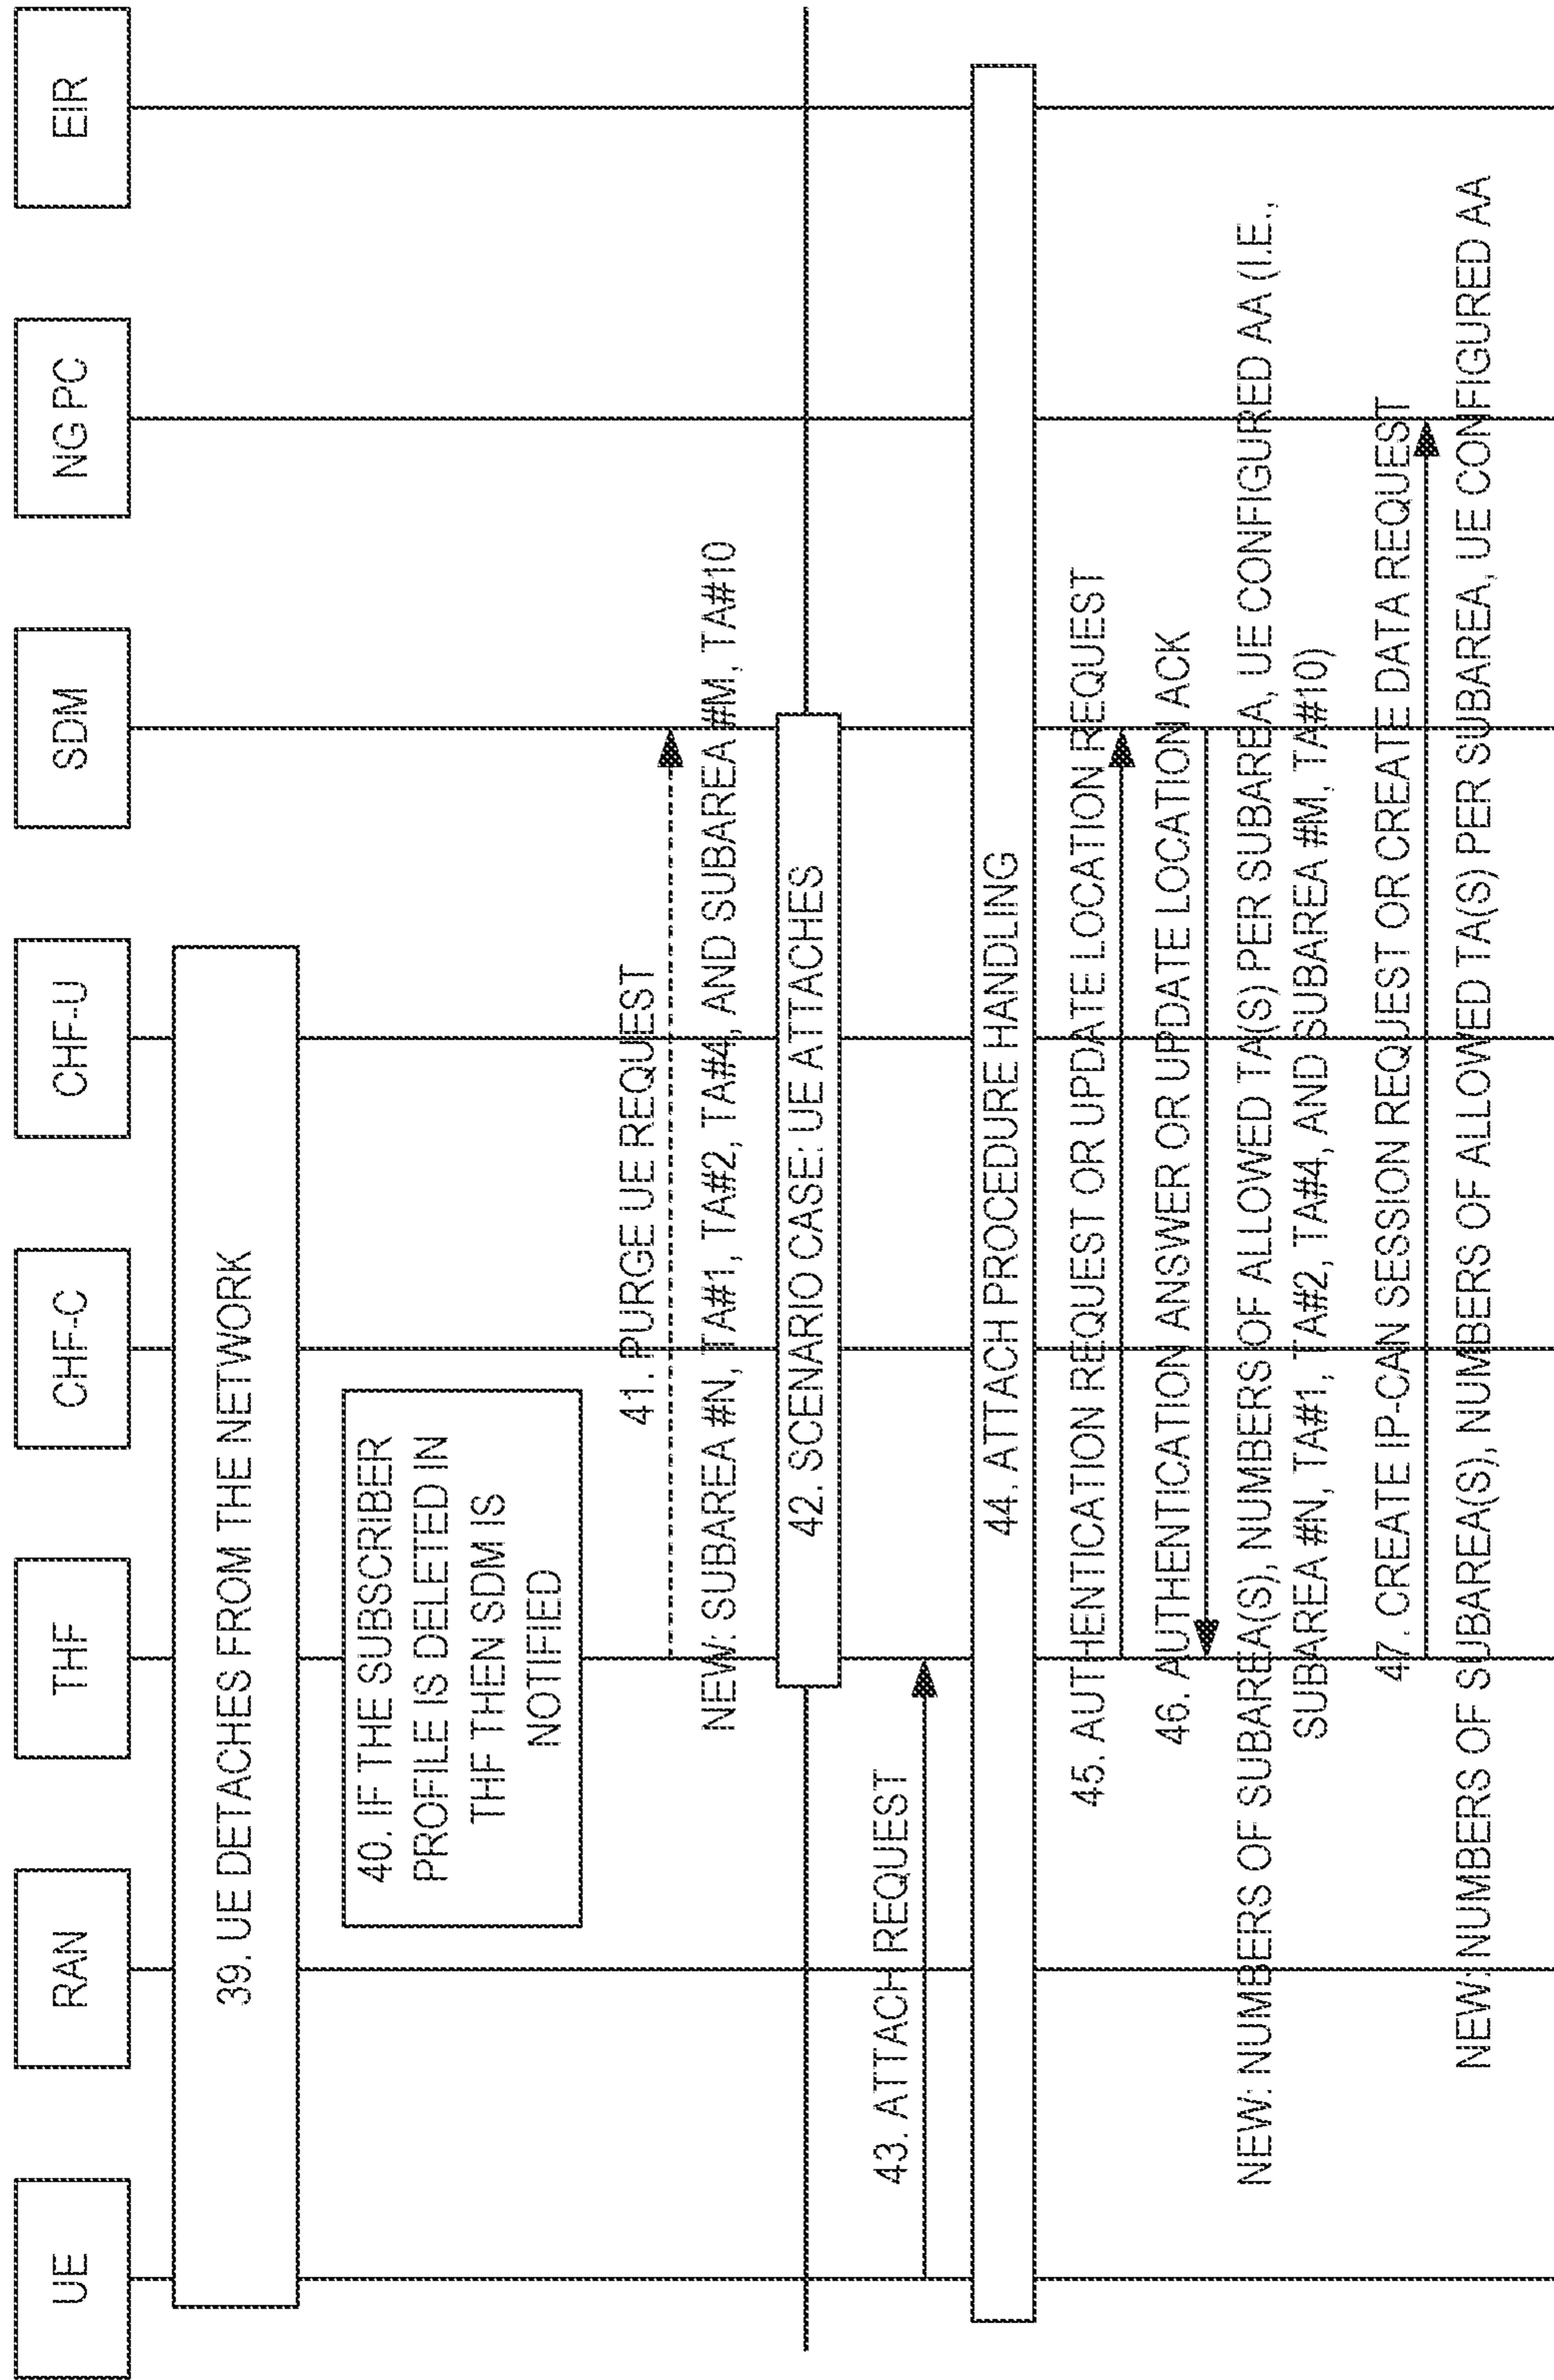 UE
RAN
THF
CHF-C
CHF-U
SDM
NG PC
EIR
39. UE DETACHES FROM THE NETWORK
40. IF THE SUBSCRIBER
PROFILE IS DELETED IN
THF THEN SDM IS
NOTIFIED
41. PURGE UE REQUEST
NEW: SUBAREA #N, TA#1, TA#2, TA#4, AND SUBAREA #M, TA#10
42. SCENARIO CASE: UE ATTACHES
43. ATTACH REQUEST
44. ATTACH PROCEDURE HANDLING
45. AUTHENTICATION REQUEST OR UPDATE LOCATION REQUEST
46. AUTHENTICATION ANSWER OR UPDATE LOCATION ACK
NEW: NUMBERS OF SUBAREA(S), NUMBERS OF ALLOWED TA(S) PER SUBAREA, UE CONFIGURED AA (I.E.,
SUBAREA #N, TA#1, TA#2, TA#4, AND SUBAREA #M, TA#10)
47. CREATE IP-CAN SESSION REQUEST OR CREATE DATA REQUEST
NEW: NUMBERS OF SUBAREA(S), NUMBERS OF ALLOWED TA(S) PER SUBAREA, UE CONFIGURED AA